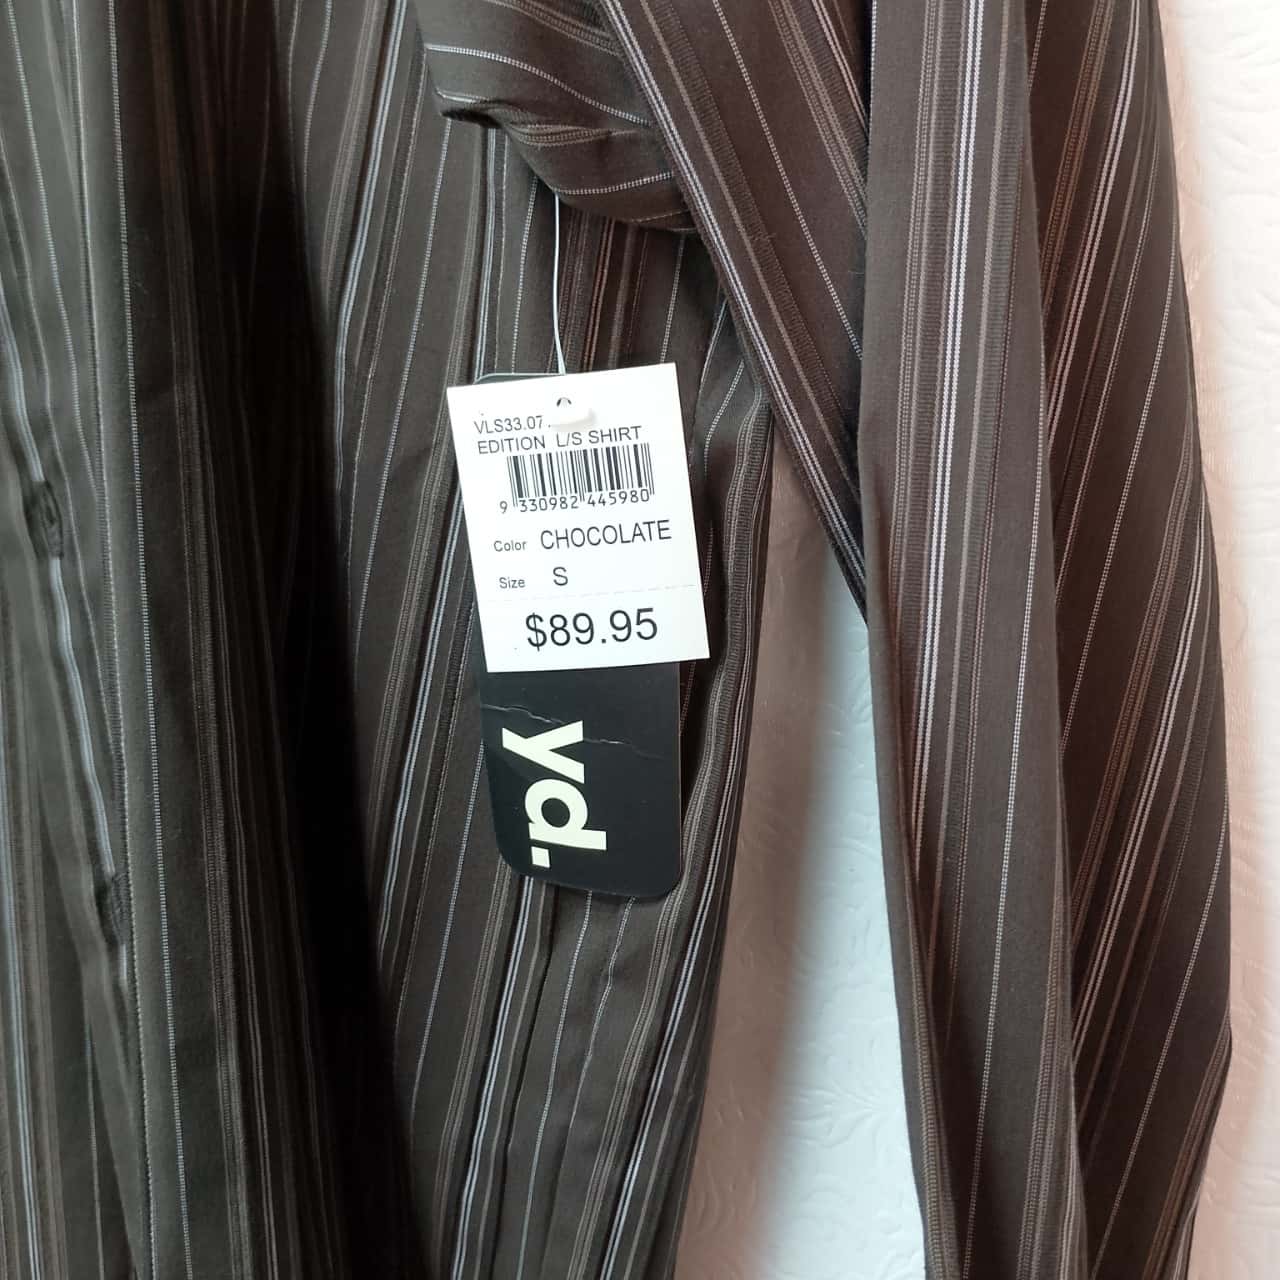 VLS33.07
EDITION L/S SHIRT
9 330982 445980
Color CHOCOLATE
Size S
$89.95
yd.